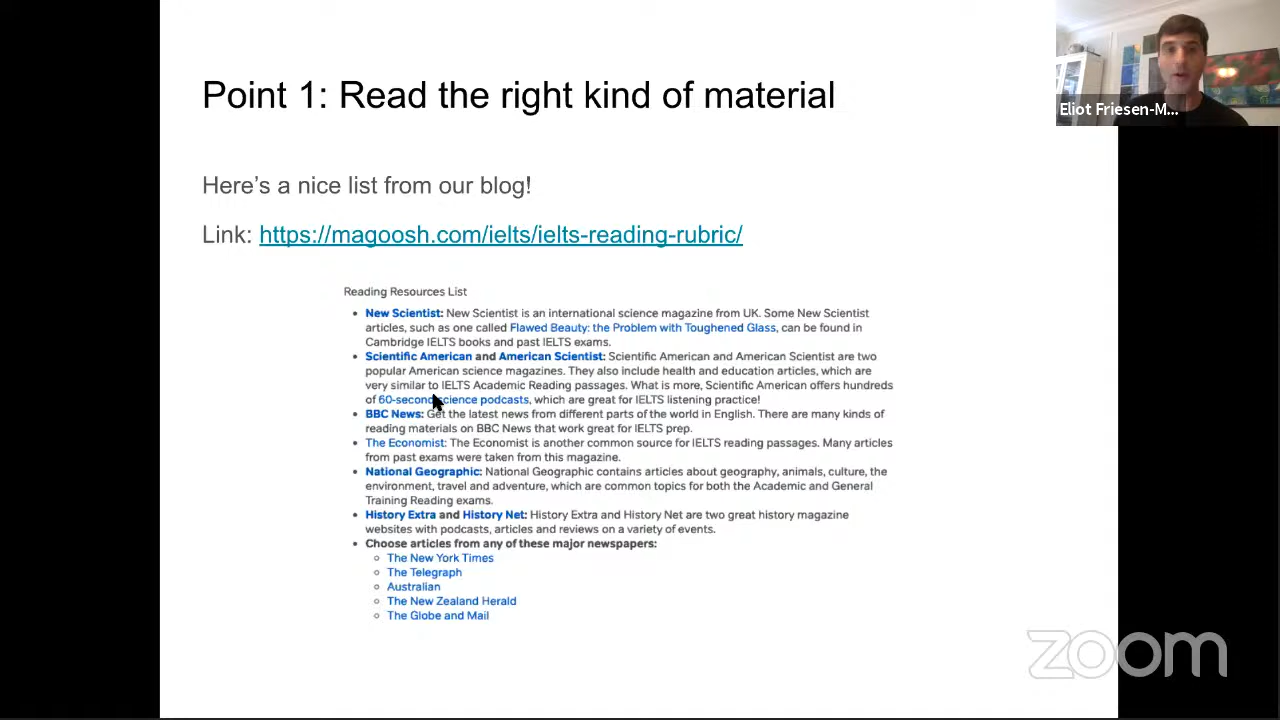 Point 1: Read the right kind of material
Eliot Friesen-M...
Here's a nice list from our blog!
Link: https://magoosh.com/ielts/ielts-reading-rubric/
Reading Resources List
• New Scientist: New Scientist is an international science magazine from UK. Some New Scientist
articles, such as one called Flawed Beauty: the Problem with Toughened Glass, can be found in
Cambridge IELTS books and past IELTS exams.
• Scientific American and American Scientist: Scientific American and American Scientist are two
popular American science magazines. They also include health and education articles, which are
very similar to IELTS Academic Reading passages. What is more, Scientific American offers hundreds
of 60-second science podcasts, which are great for IELTS listening practice!
• BBC News: Get the latest news from different parts of the world in English. There are many kinds of
reading materials on BBC News that work great for IELTS prep.
• The Economist: The Economist is another common source for IELTS reading passages. Many articles
from past exams were taken from this magazine.
• National Geographic: National Geographic contains articles about geography, animals, culture, the
environment, travel and adventure, which are common topics for both the Academic and General
Training Reading exams.
• History Extra and History Net: History Extra and History Net are two great history magazine
websites with podcasts, articles and reviews on a variety of events.
• Choose articles from any of these major newspapers:
◦ The New York Times
◦ The Telegraph
◦ Australian
◦ The New Zealand Herald
◦ The Globe and Mail
zoom